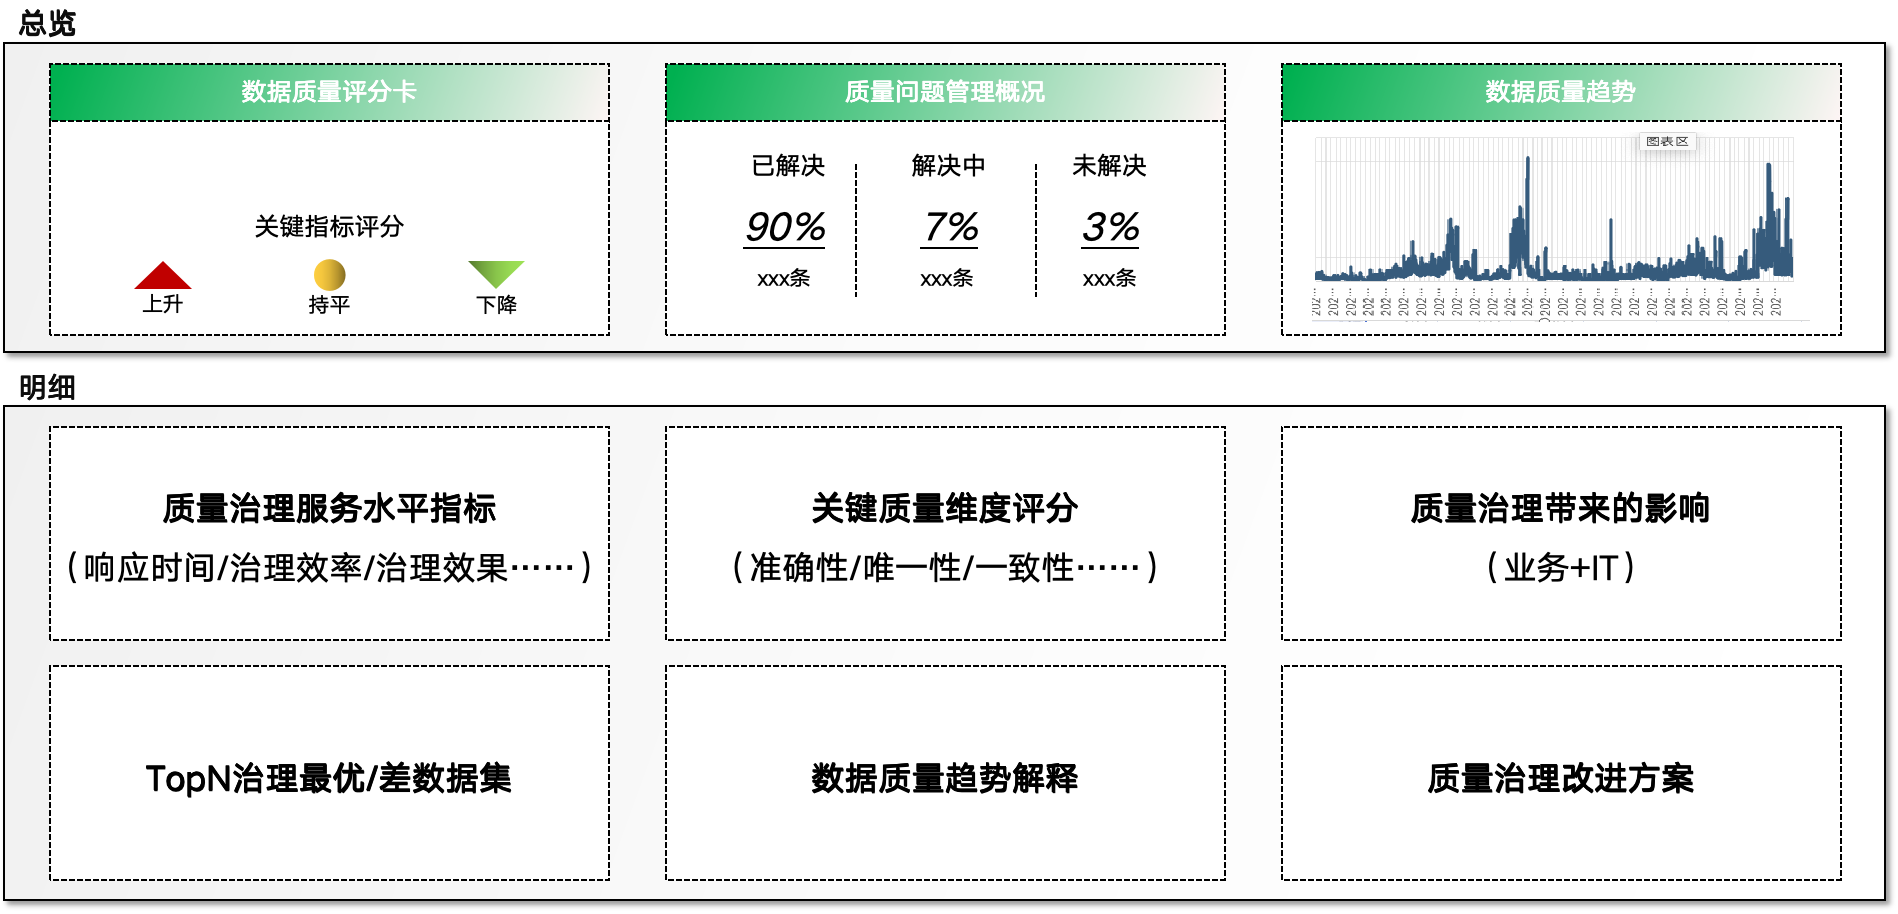 总览
数据质量评分卡
关键指标评分
上升
持平
下降
质量问题管理概况
已解决
解决中
未解决
90%
7%
3%
xxx条
xxx条
xxx条
数据质量趋势
图表区
明细
质量治理服务水平指标
（响应时间/治理效率/治理效果……）
关键质量维度评分
（准确性/唯一性/一致性……）
质量治理带来的影响
（业务+IT）
TopN治理最优/差数据集
数据质量趋势解释
质量治理改进方案